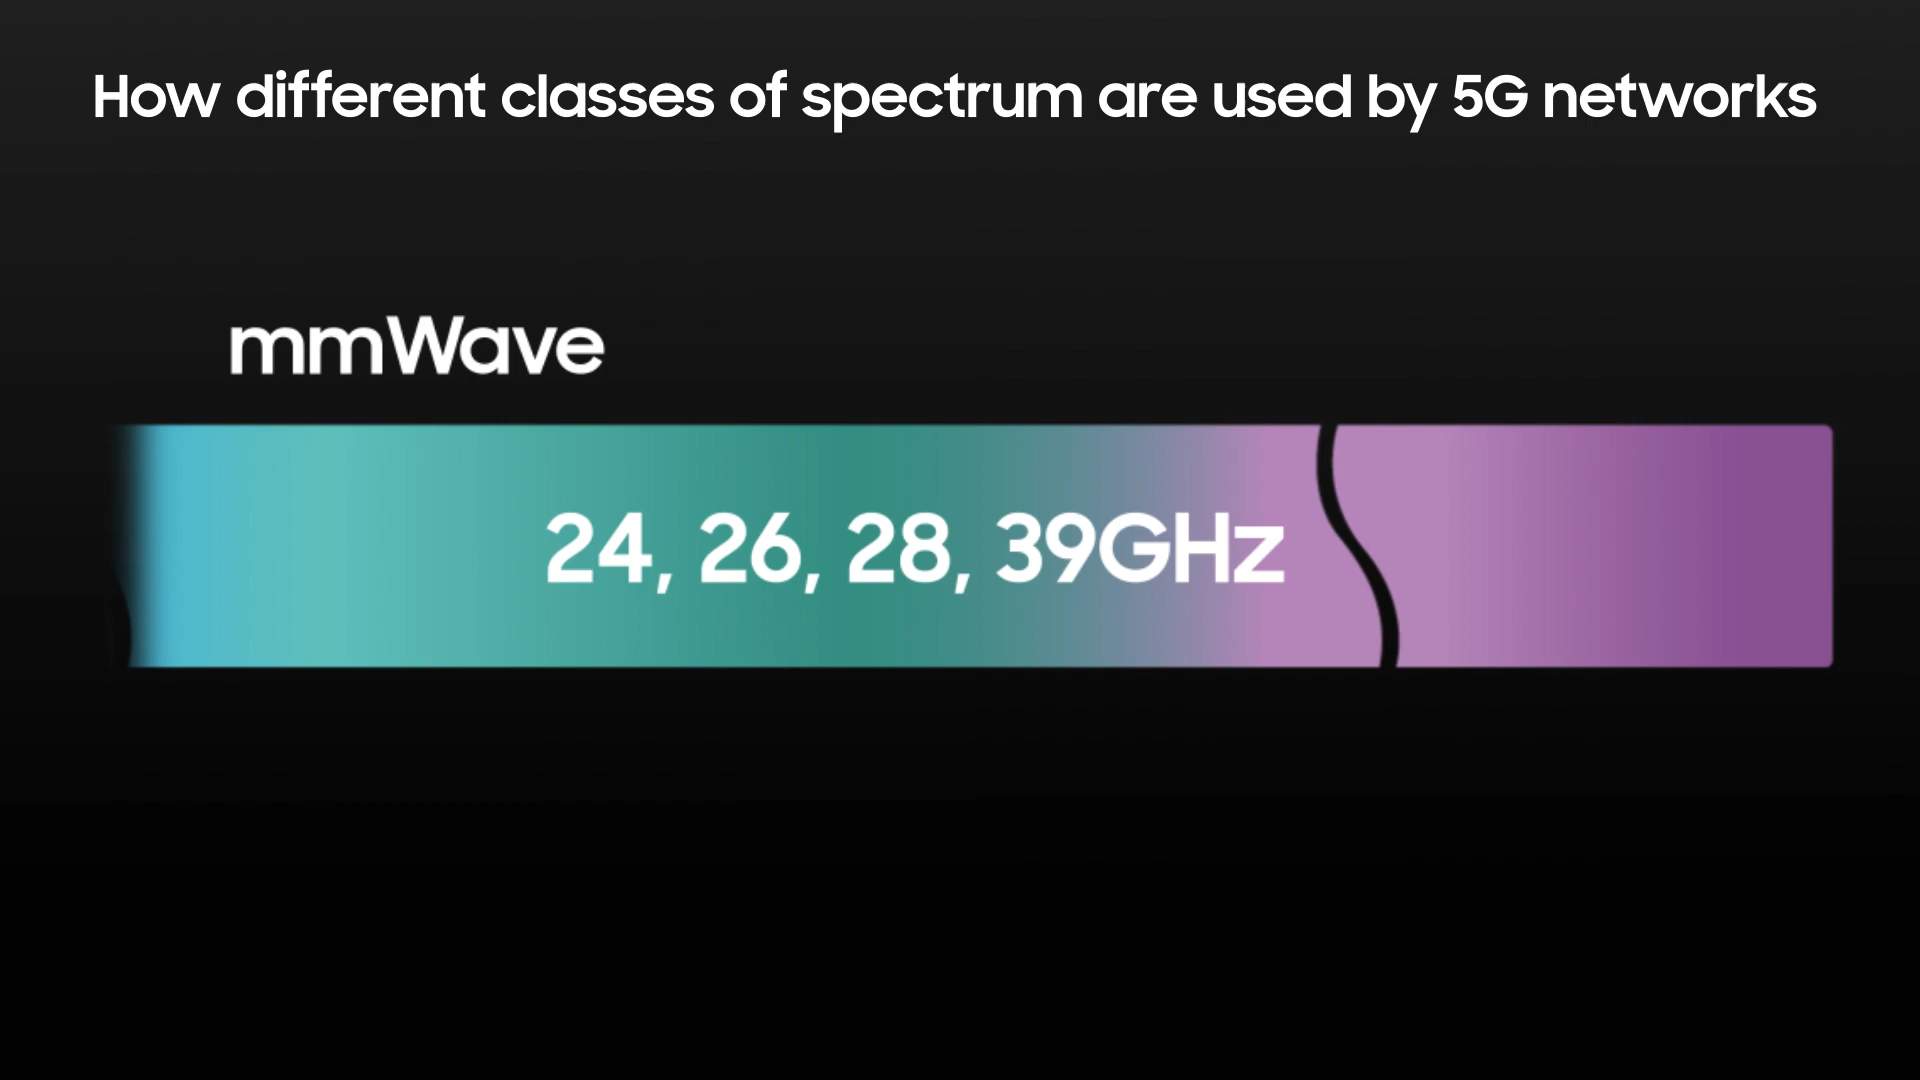 How different classes of spectrum are used by 5G networks
mmWave
24, 26, 28, 39GHz